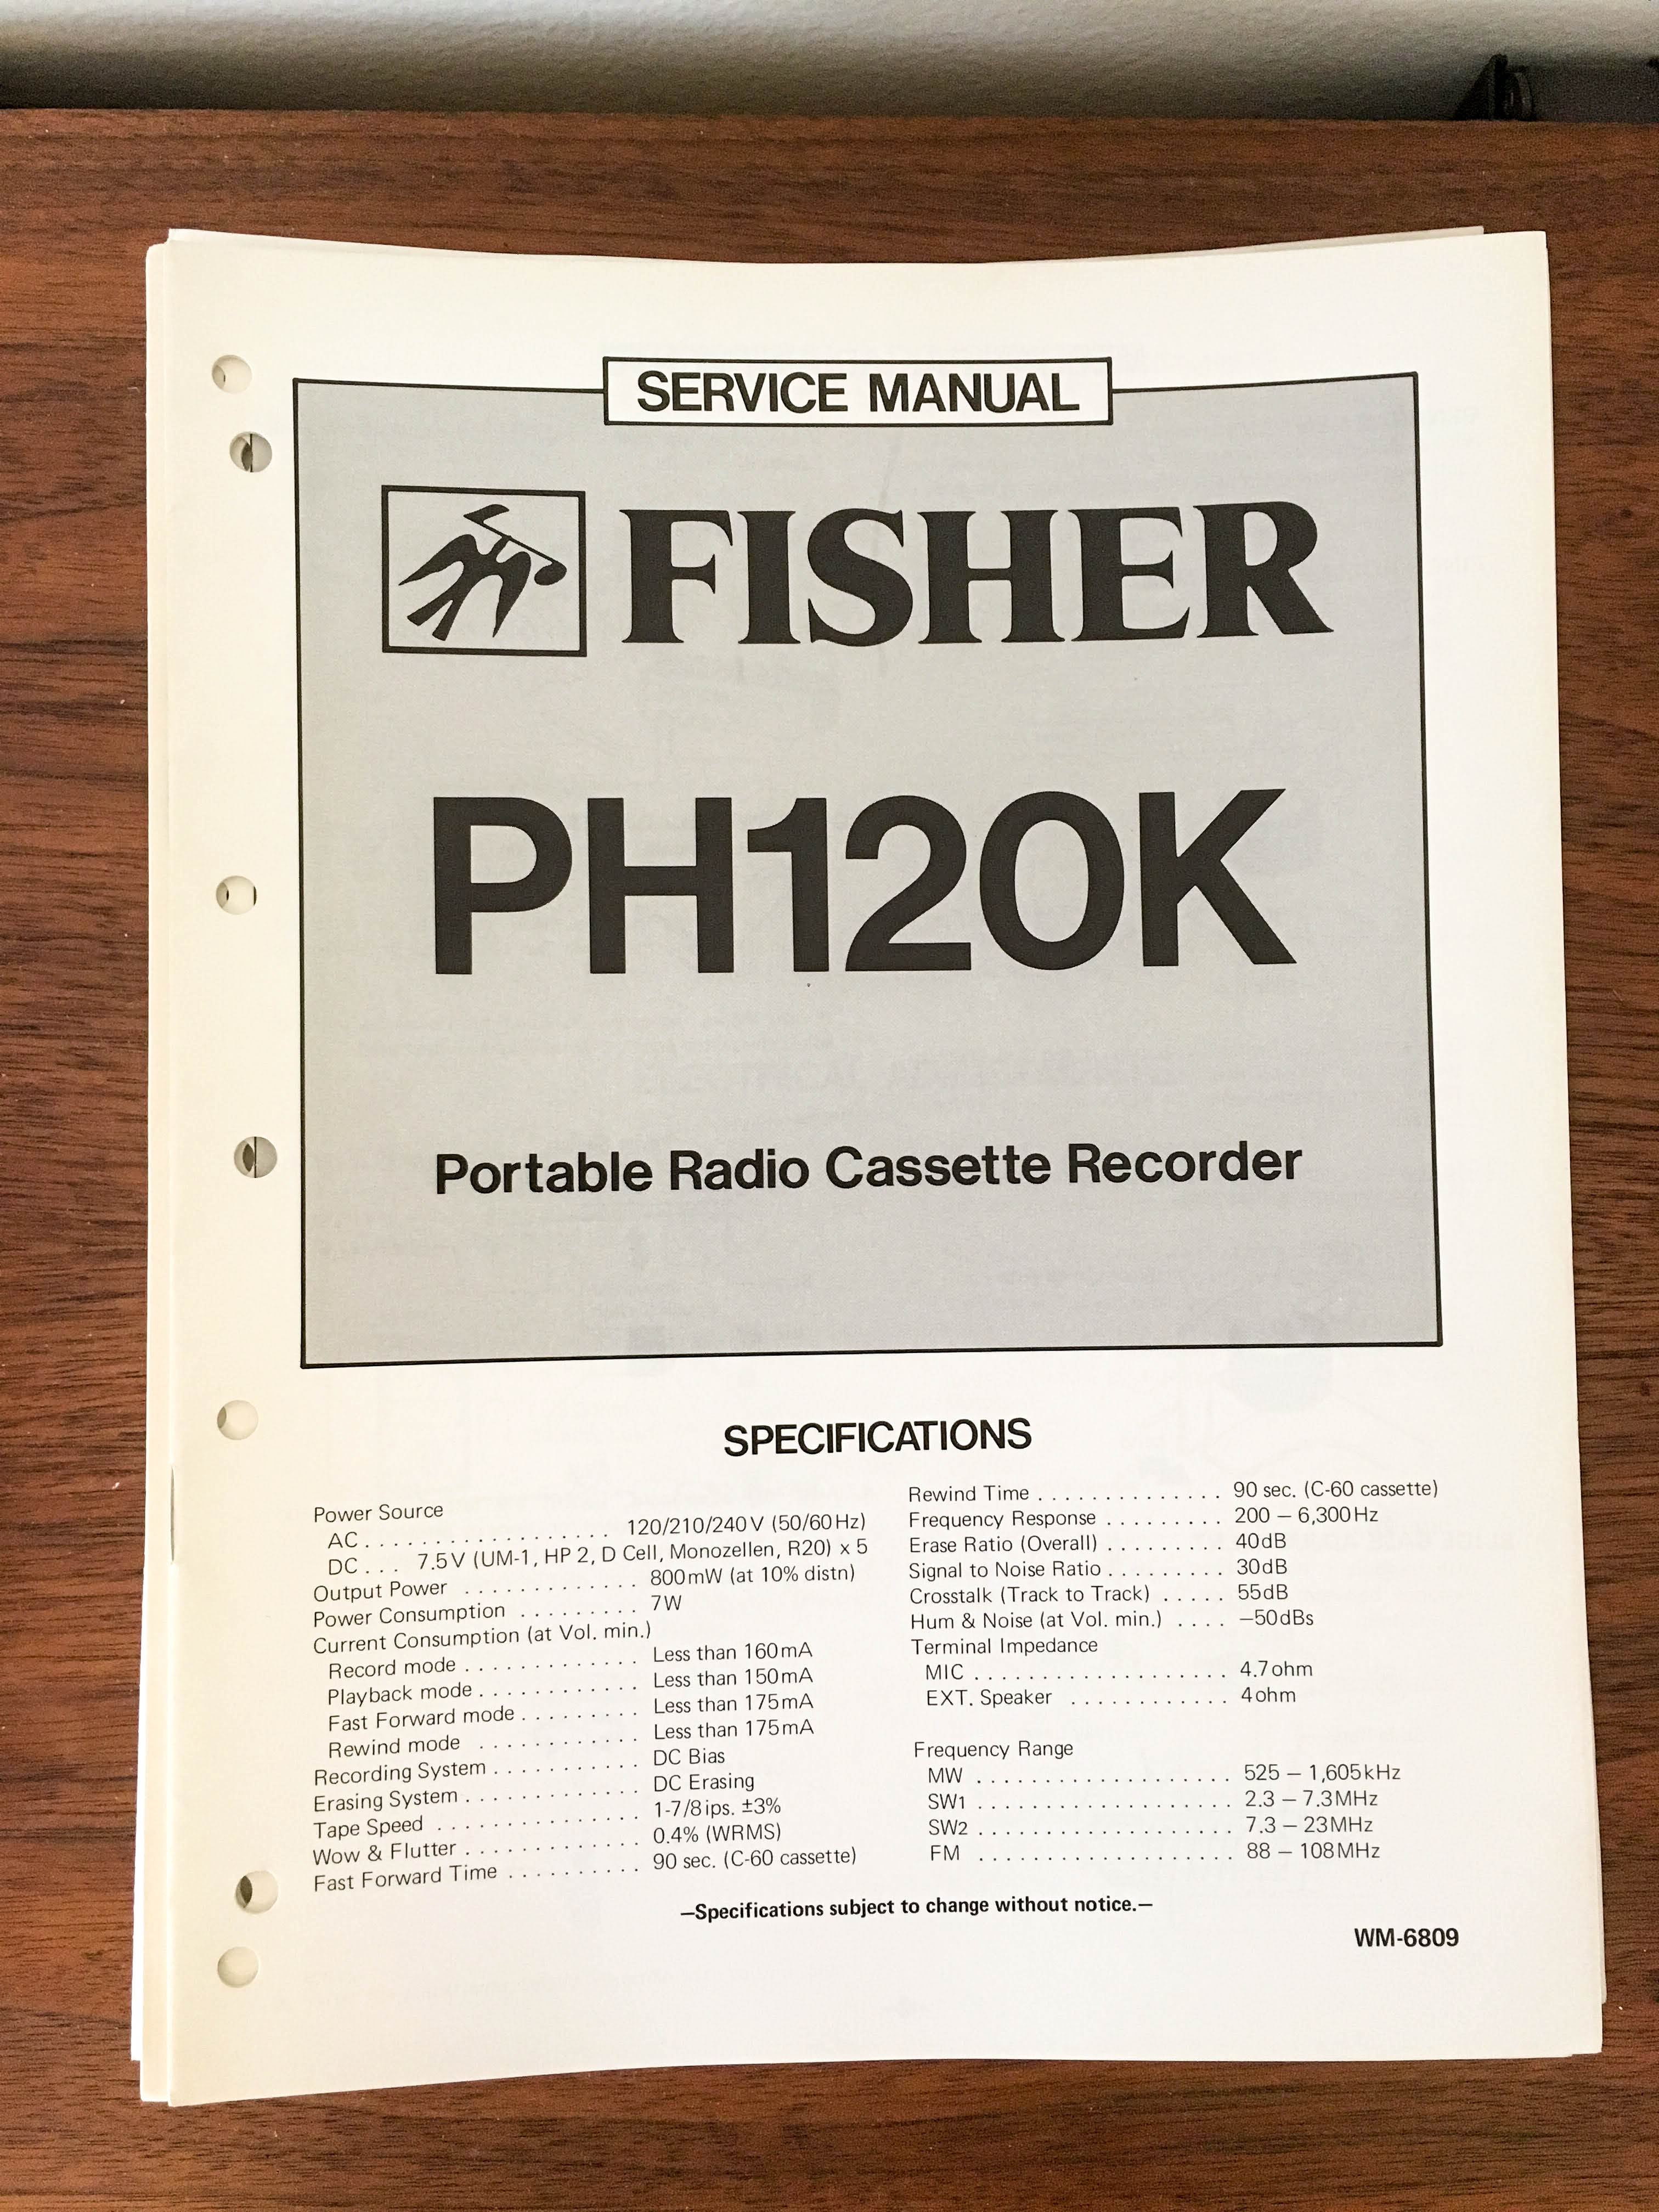 SERVICE MANUAL
FISHER
PH120K
Portable Radio Cassette Recorder
SPECIFICATIONS
Power Source
AC . . . . . . . . . . . . . . . . . . . 120/210/240V (50/60Hz)
DC . . . 7.5V (UM-1, HP 2, D Cell, Monozellen, R20) x 5
Output Power . . . . . . . . . . . . . 800mW (at 10% distn)
Power Consumption . . . . . . . . . 7W
Current Consumption (at Vol. min.)
Record mode . . . . . . . . . . . . . Less than 160mA
Playback mode . . . . . . . . . . . . Less than 150mA
Fast Forward mode . . . . . . . . . Less than 175mA
Rewind mode . . . . . . . . . . . . Less than 175mA
Recording System . . . . . . . . . . . DC Bias
Erasing System . . . . . . . . . . . . . DC Erasing
Tape Speed . . . . . . . . . . . . . . . 1-7/8ips. ±3%
Wow & Flutter . . . . . . . . . . . . . 0.4% (WRMS)
Fast Forward Time . . . . . . . . . . 90 sec. (C-60 cassette)
Rewind Time . . . . . . . . . . . . . . 90 sec. (C-60 cassette)
Frequency Response . . . . . . . . . 200 – 6,300Hz
Erase Ratio (Overall) . . . . . . . . . 40dB
Signal to Noise Ratio . . . . . . . . . 30dB
Crosstalk (Track to Track) . . . . . 55dB
Hum & Noise (at Vol. min.) . . . . –50dBs
Terminal Impedance
MIC . . . . . . . . . . . . . . . . . . . 4.7ohm
EXT. Speaker . . . . . . . . . . . . 4ohm
Frequency Range
MW . . . . . . . . . . . . . . . . . . . 525 – 1,605kHz
SW1 . . . . . . . . . . . . . . . . . . . 2.3 – 7.3MHz
SW2 . . . . . . . . . . . . . . . . . . . 7.3 – 23MHz
FM . . . . . . . . . . . . . . . . . . . 88 – 108MHz
–Specifications subject to change without notice.–
WM-6809